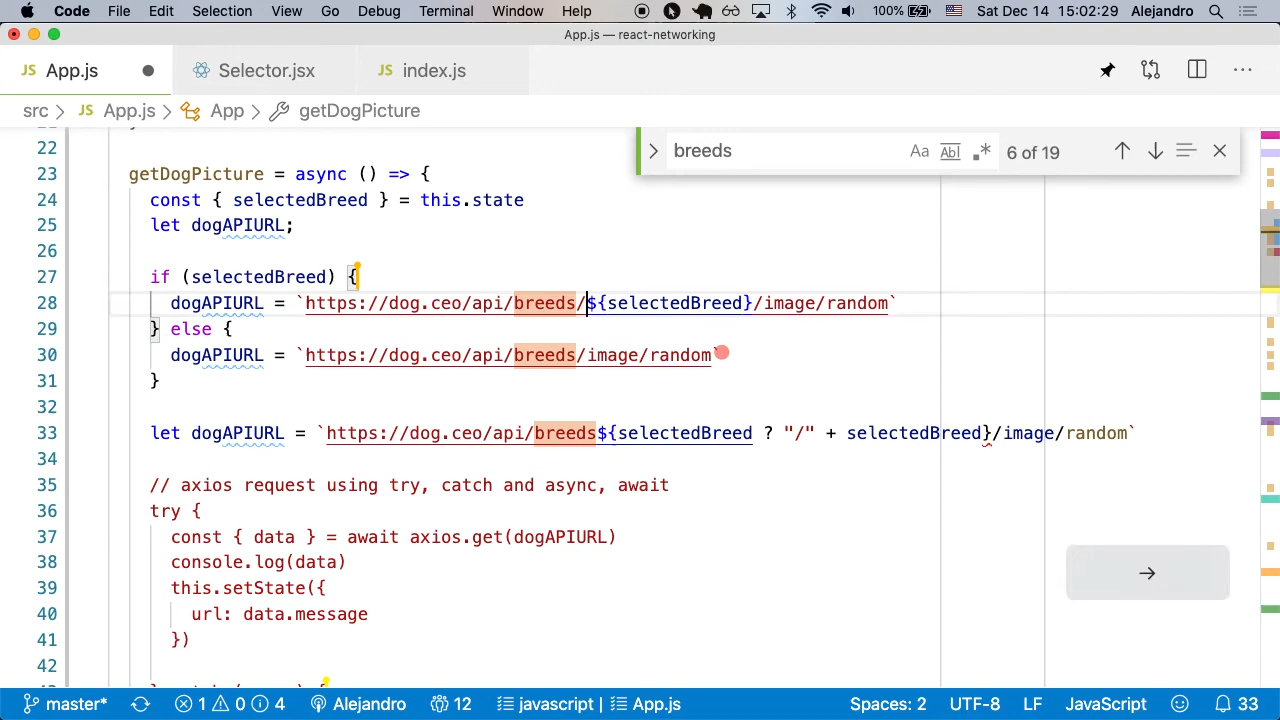 Code File Edit Selection View Go Debug Terminal Window Help 100% Sat Dec 14 15:02:29 Alejandro
App.js — react-networking
JS App.js Selector.jsx JS index.js
src JS App.js App getDogPicture
breeds Aa Abl .* 6 of 19
22
23 getDogPicture = async () => {
24 const { selectedBreed } = this.state
25 let dogAPIURL;
26
27 if (selectedBreed) {
28 dogAPIURL = `https://dog.ceo/api/breeds/${selectedBreed}/image/random`
29 } else {
30 dogAPIURL = `https://dog.ceo/api/breeds/image/random`
31 }
32
33 let dogAPIURL = `https://dog.ceo/api/breeds${selectedBreed ? "/" + selectedBreed}/image/random`
34
35 // axios request using try, catch and async, await
36 try {
37 const { data } = await axios.get(dogAPIURL)
38 console.log(data)
39 this.setState({
40 url: data.message
41 })
42
→
master* 1 0 4 Alejandro 12 javascript | App.js Spaces: 2 UTF-8 LF JavaScript 33